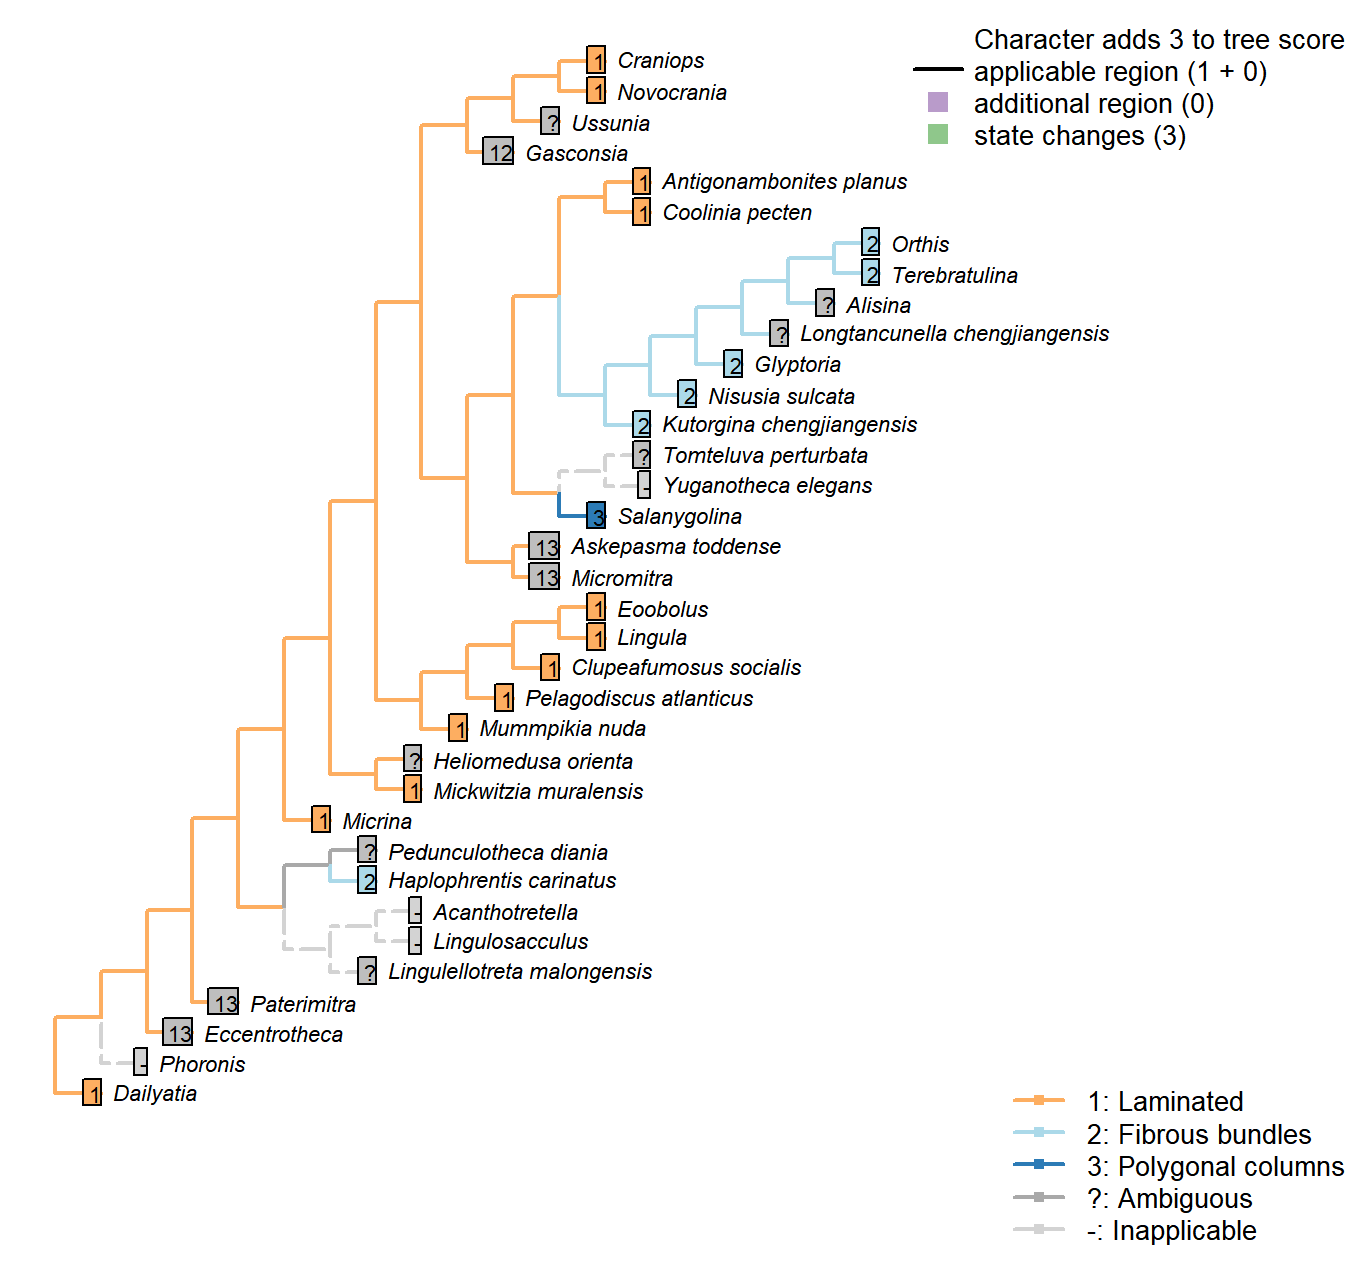 Character adds 3 to tree score
applicable region (1 + 0)
additional region (0)
state changes (3)
1 Craniops
1 Novocrania
? Ussunia
12 Gasconsia
1 Antigonambonites planus
1 Coolinia pecten
2 Orthis
2 Terebratulina
? Alisina
? Longtancunella chengjiangensis
2 Glyptoria
2 Nisusia sulcata
2 Kutorgina chengjiangensis
? Tomteluva perturbata
- Yuganotheca elegans
3 Salanygolina
13 Askepasma toddense
13 Micromitra
1 Eoobolus
1 Lingula
1 Clupeafumosus socialis
1 Pelagodiscus atlanticus
1 Mummpikia nuda
? Heliomedusa orienta
1 Mickwitzia muralensis
1 Micrina
? Pedunculotheca diania
2 Haplophrentis carinatus
- Acanthotretella
- Lingulosacculus
? Lingulellotreta malongensis
13 Paterimitra
13 Eccentrotheca
- Phoronis
1 Dailyatia
1: Laminated
2: Fibrous bundles
3: Polygonal columns
?: Ambiguous
-: Inapplicable